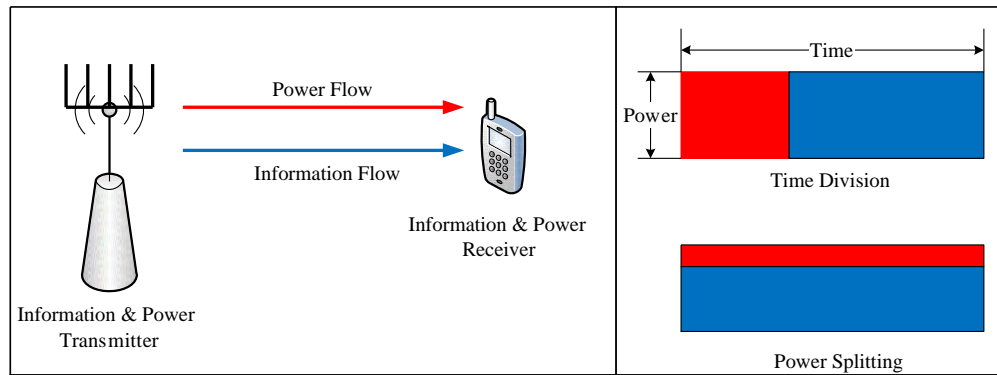 Power Flow
Information Flow
Information & Power
Receiver
Information & Power
Transmitter
Time
Power
Time Division
Power Splitting